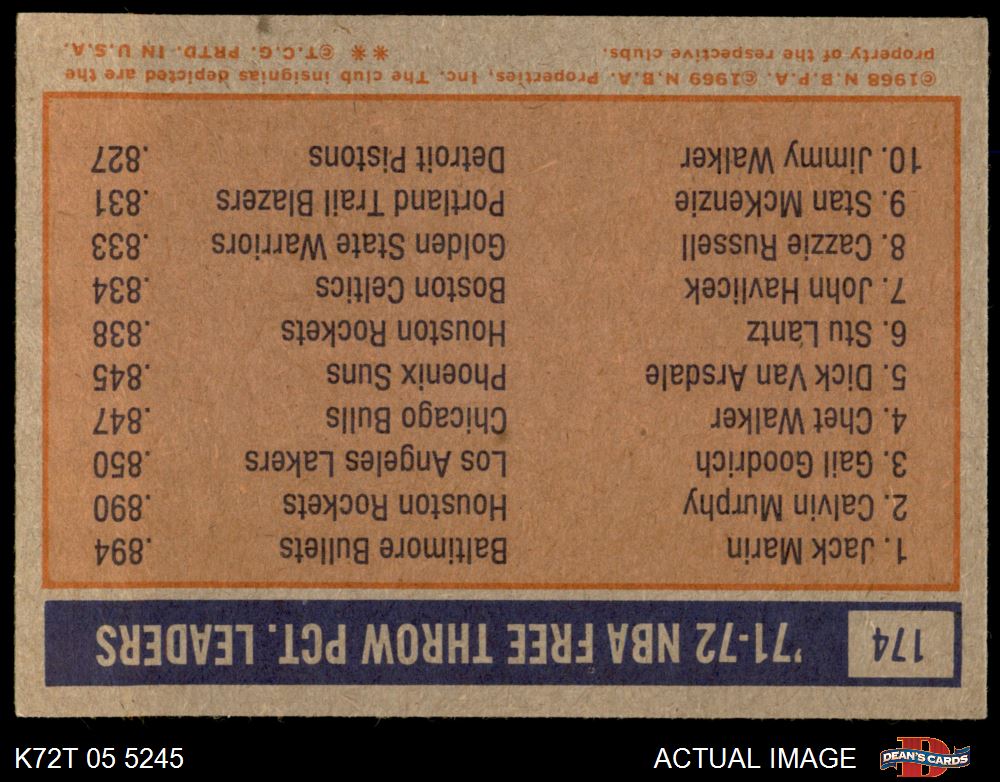 174 '71-72 NBA FREE THROW PCT. LEADERS
1. Jack Marin Baltimore Bullets .894
2. Calvin Murphy Houston Rockets .890
3. Gail Goodrich Los Angeles Lakers .850
4. Chet Walker Chicago Bulls .847
5. Dick Van Arsdale Phoenix Suns .845
6. Stu Lantz Houston Rockets .838
7. John Havlicek Boston Celtics .834
8. Cazzie Russell Golden State Warriors .833
9. Stan McKenzie Portland Trail Blazers .831
10. Jimmy Walker Detroit Pistons .827
©1968 N.B.P.A. ©1969 N.B.A. Properties, Inc. The club insignias depicted are the
property of the respective clubs. ** ©T.C.G. PRTD. IN U.S.A.
K72T 05 5245 ACTUAL IMAGE D DEAN'S CARDS